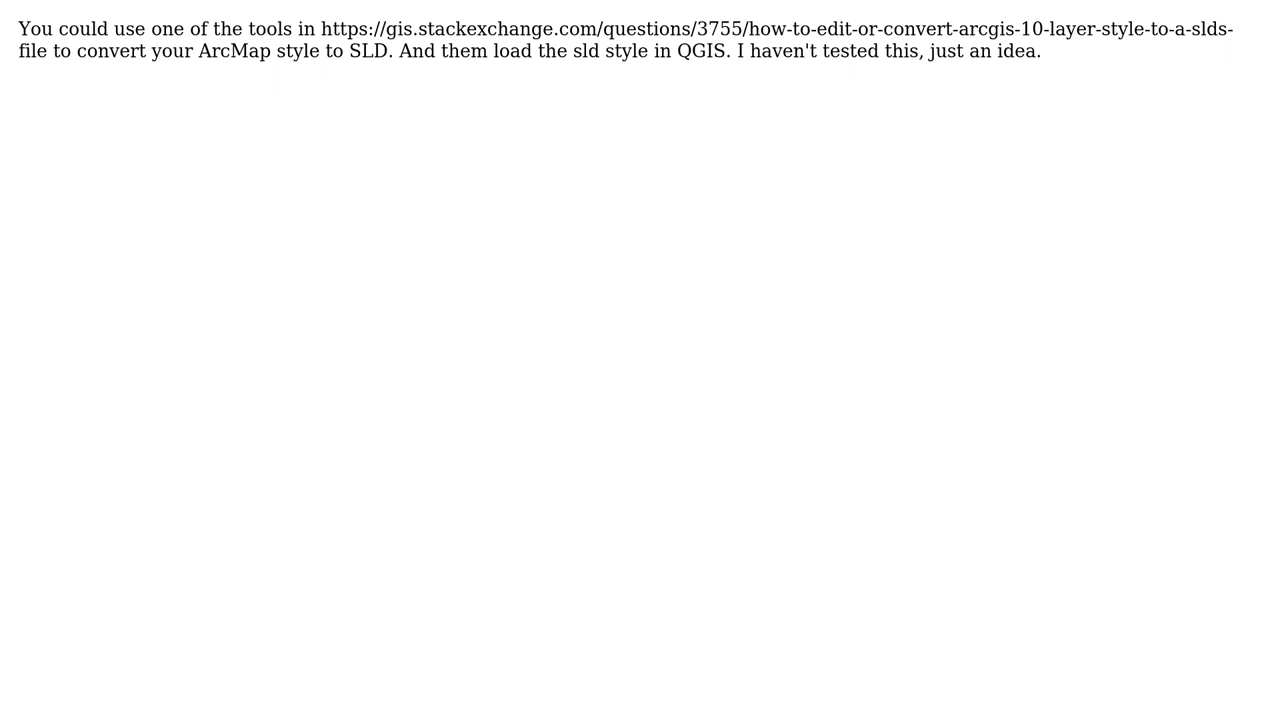 You could use one of the tools in https://gis.stackexchange.com/questions/3755/how-to-edit-or-convert-arcgis-10-layer-style-to-a-slds-
file to convert your ArcMap style to SLD. And them load the sld style in QGIS. I haven't tested this, just an idea.